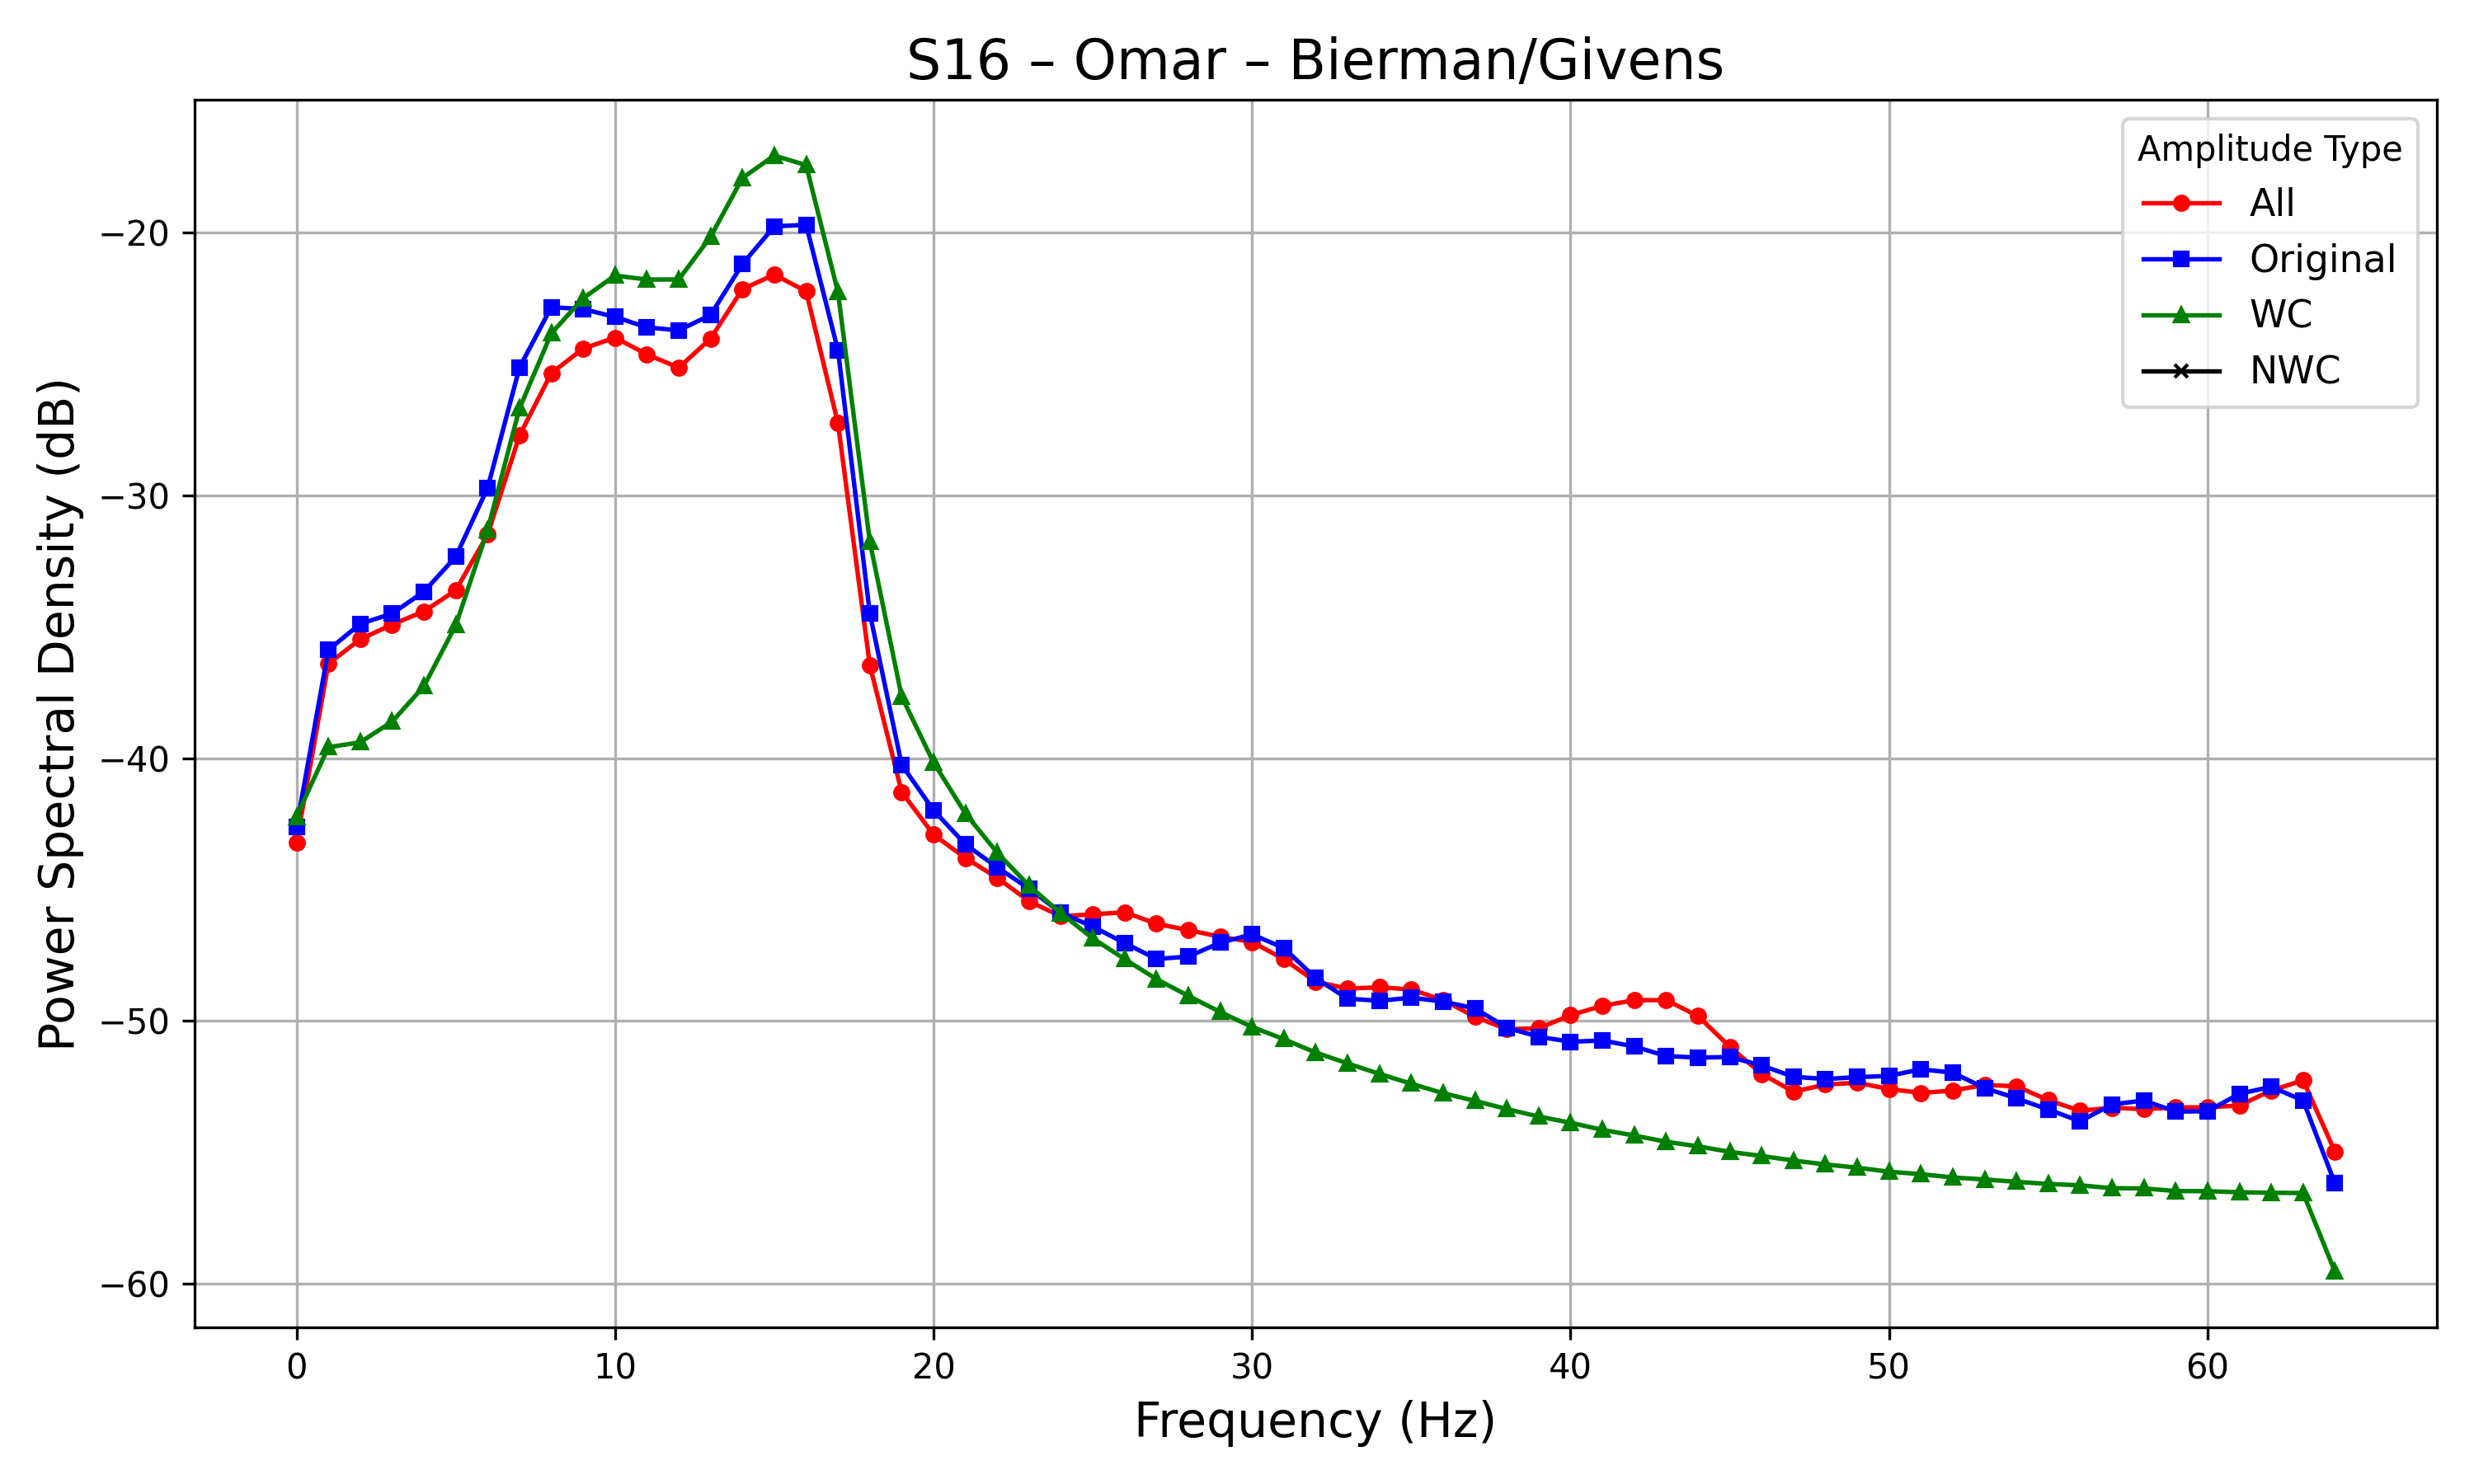 S16 – Omar – Bierman/Givens
Amplitude Type
All
Original
WC
NWC
Power Spectral Density (dB)
−20
−30
−40
−50
−60
0 10 20 30 40 50 60
Frequency (Hz)